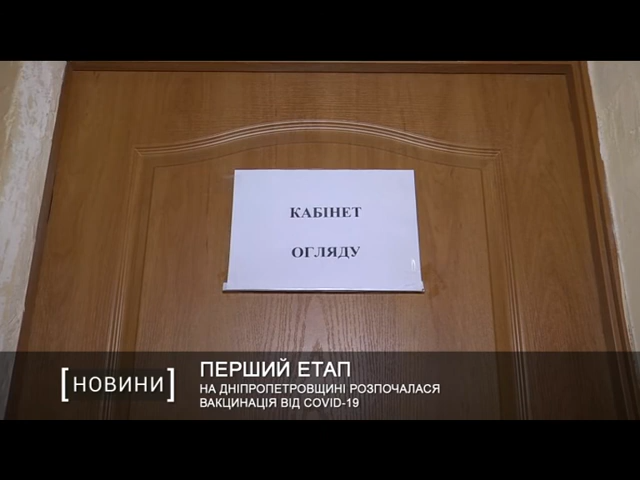 КАБІНЕТ
ОГЛЯДУ
[НОВИНИ]
ПЕРШИЙ ЕТАП
НА ДНІПРОПЕТРОВЩИНІ РОЗПОЧАЛАСЯ
ВАКЦИНАЦІЯ ВІД COVID-19